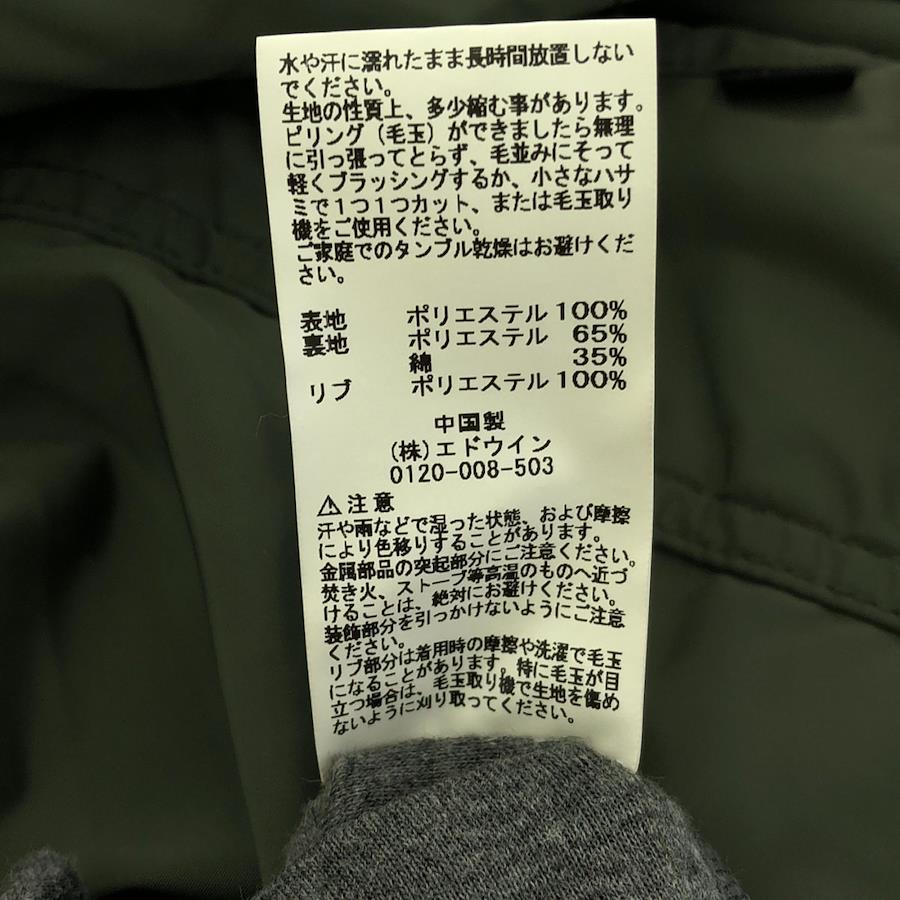 水や汗に濡れたまま長時間放置しない
でください。
生地の性質上、多少縮む事があります。
ピリング（毛玉）ができましたら無理
に引っ張ってとらず、毛並みにそって
軽くブラッシングするか、小さなハサ
ミで１つ１つカット、または毛玉取り
機をご使用ください。
ご家庭でのタンブル乾燥はお避けくだ
さい。
表地 ポリエステル 100%
裏地 ポリエステル 65%
綿 35%
リブ ポリエステル 100%
中国製
(株)エドウイン
0120-008-503
⚠注意
汗や雨などで湿った状態、および摩擦
により色移りすることがあります。
金属部品の突起部分にご注意ください。
焚き火、ストーブ等高温のものへ近づ
けることは、絶対にお避けください。
装飾部分を引っかけないようにご注意
ください。
リブ部分は着用時の摩擦や洗濯で毛玉
になることがあります。特に毛玉が目
立つ場合は、毛玉取り機で生地を傷め
ないように刈り取ってください。